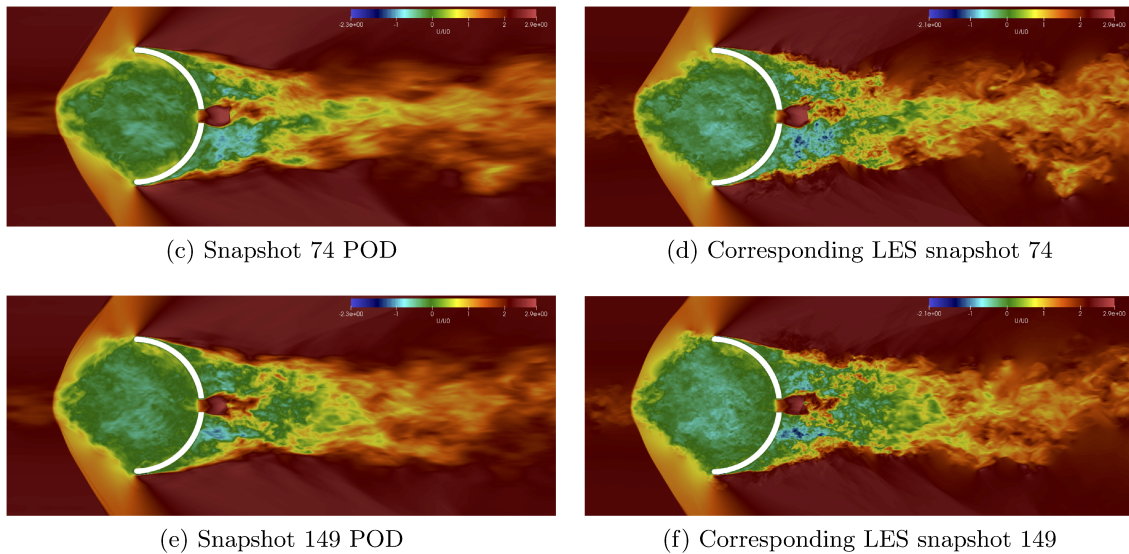 -2.3e+00 -1 0 1 2 2.9e+00
U/U0
-2.1e+00 -1 0 1 2 2.9e+00
U/U0
(c) Snapshot 74 POD
(d) Corresponding LES snapshot 74
-2.3e+00 -1 0 1 2 2.9e+00
U/U0
-2.1e+00 -1 0 1 2 2.9e+00
U/U0
(e) Snapshot 149 POD
(f) Corresponding LES snapshot 149